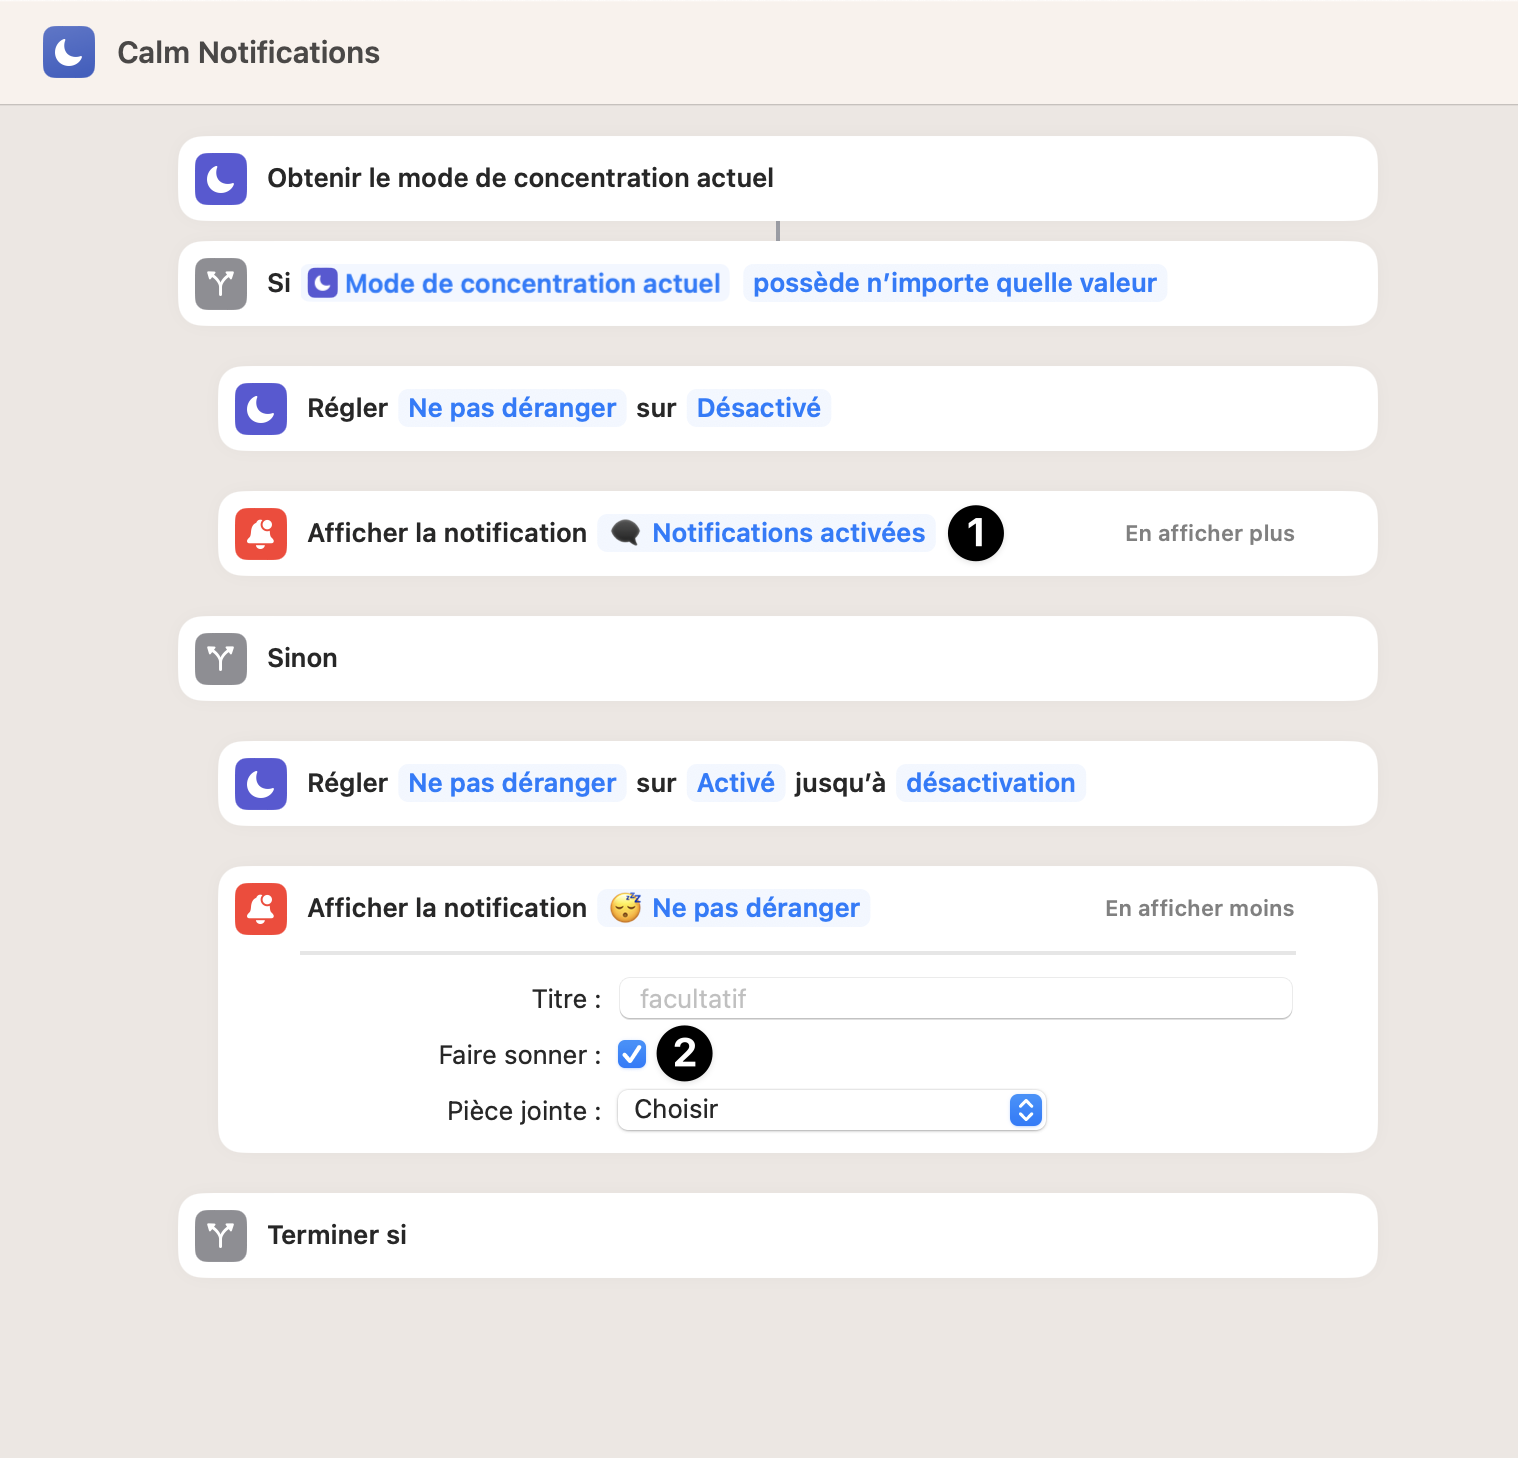 Calm Notifications
Obtenir le mode de concentration actuel
Si Mode de concentration actuel possède n’importe quelle valeur
Régler Ne pas déranger sur Désactivé
Afficher la notification 🗨 Notifications activées 1 En afficher plus
Sinon
Régler Ne pas déranger sur Activé jusqu’à désactivation
Afficher la notification 😴 Ne pas déranger En afficher moins
Titre : facultatif
Faire sonner : 2
Pièce jointe : Choisir
Terminer si